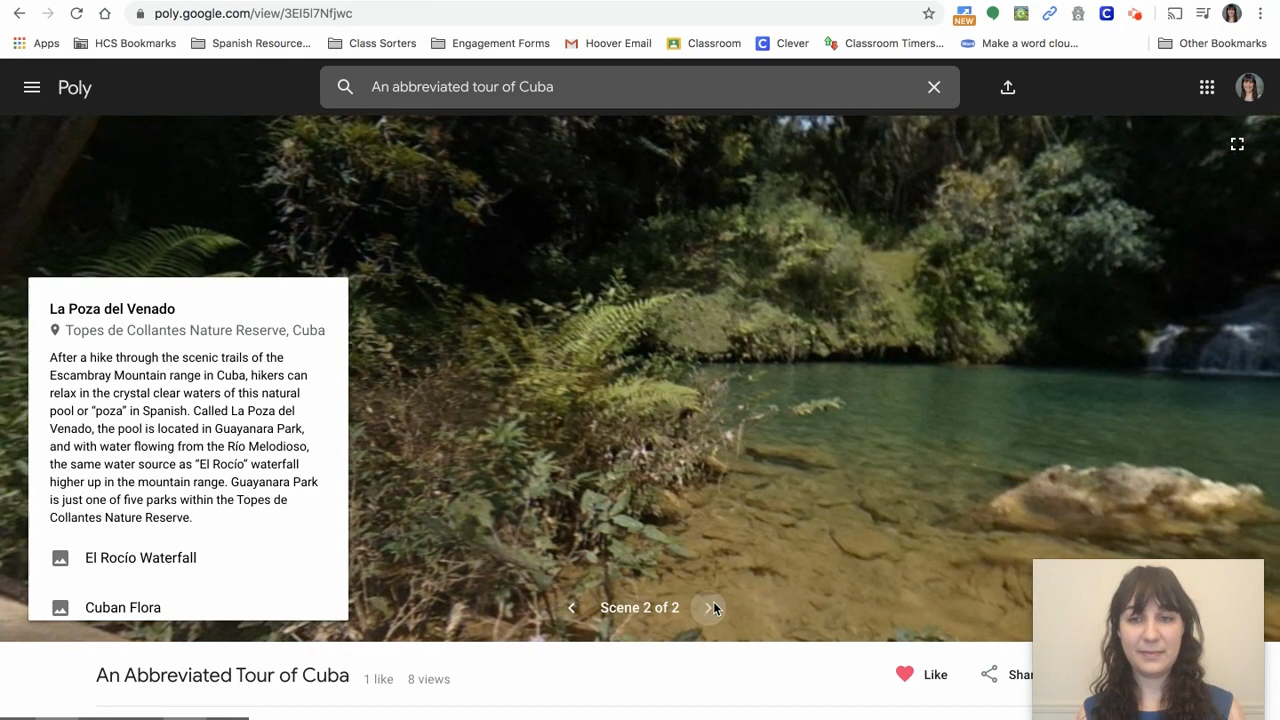 poly.google.com/view/3EI5I7Nfjwc
NEW
Apps HCS Bookmarks Spanish Resource... Class Sorters Engagement Forms Hoover Email Classroom Clever Classroom Timers... Make a word clou... Other Bookmarks
Poly An abbreviated tour of Cuba
La Poza del Venado
Topes de Collantes Nature Reserve, Cuba
After a hike through the scenic trails of the
Escambray Mountain range in Cuba, hikers can
relax in the crystal clear waters of this natural
pool or “poza” in Spanish. Called La Poza del
Venado, the pool is located in Guayanara Park,
and with water flowing from the Río Melodioso,
the same water source as “El Rocío” waterfall
higher up in the mountain range. Guayanara Park
is just one of five parks within the Topes de
Collantes Nature Reserve.
El Rocío Waterfall
Cuban Flora
Scene 2 of 2
An Abbreviated Tour of Cuba 1 like 8 views Like Shar